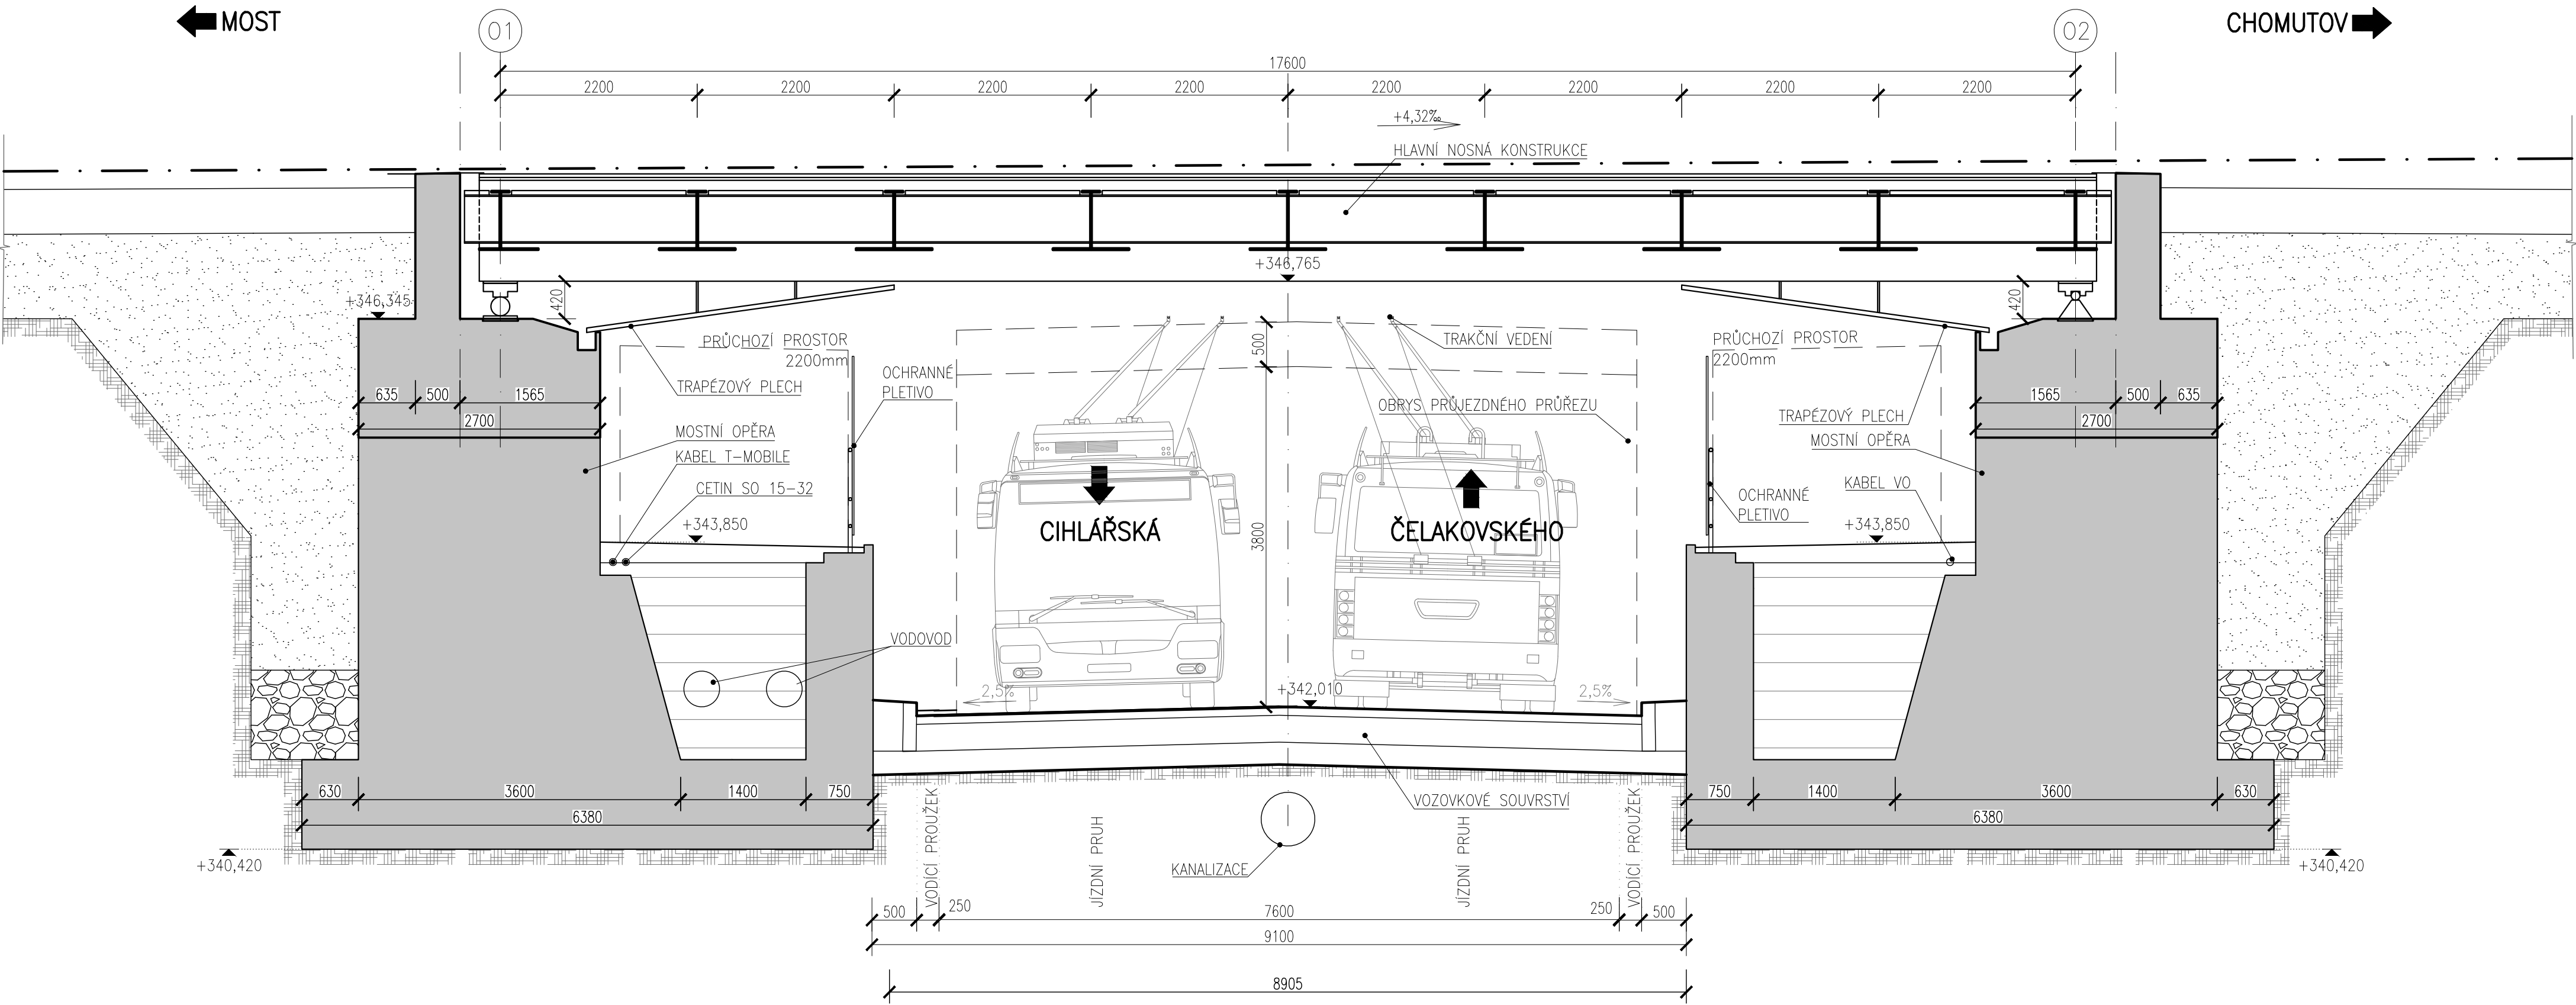 MOST
CHOMUTOV
01
02
17600
2200
2200
2200
2200
2200
2200
2200
2200
+4,32‰
HLAVNÍ NOSNÁ KONSTRUKCE
+346,765
+346,345
420
420
PRŮCHOZÍ PROSTOR
2200mm
PRŮCHOZÍ PROSTOR
2200mm
500
TRAKČNÍ VEDENÍ
TRAPÉZOVÝ PLECH
OCHRANNÉ
PLETIVO
OBRYS PRŮJEZDNÉHO PRŮŘEZU
TRAPÉZOVÝ PLECH
635
500
1565
2700
1565
500
635
2700
MOSTNÍ OPĚRA
KABEL T-MOBILE
CETIN SO 15-32
MOSTNÍ OPĚRA
KABEL VO
OCHRANNÉ
PLETIVO
+343,850
+343,850
CIHLÁŘSKÁ
3800
ČELAKOVSKÉHO
VODOVOD
2,5%
+342,010
2,5%
630
3600
1400
750
6380
750
1400
3600
630
6380
VOZOVKOVÉ SOUVRSTVÍ
+340,420
+340,420
KANALIZACE
VODÍCÍ PROUŽEK
JÍZDNÍ PRUH
JÍZDNÍ PRUH
VODÍCÍ PROUŽEK
500
250
7600
250
500
9100
8905